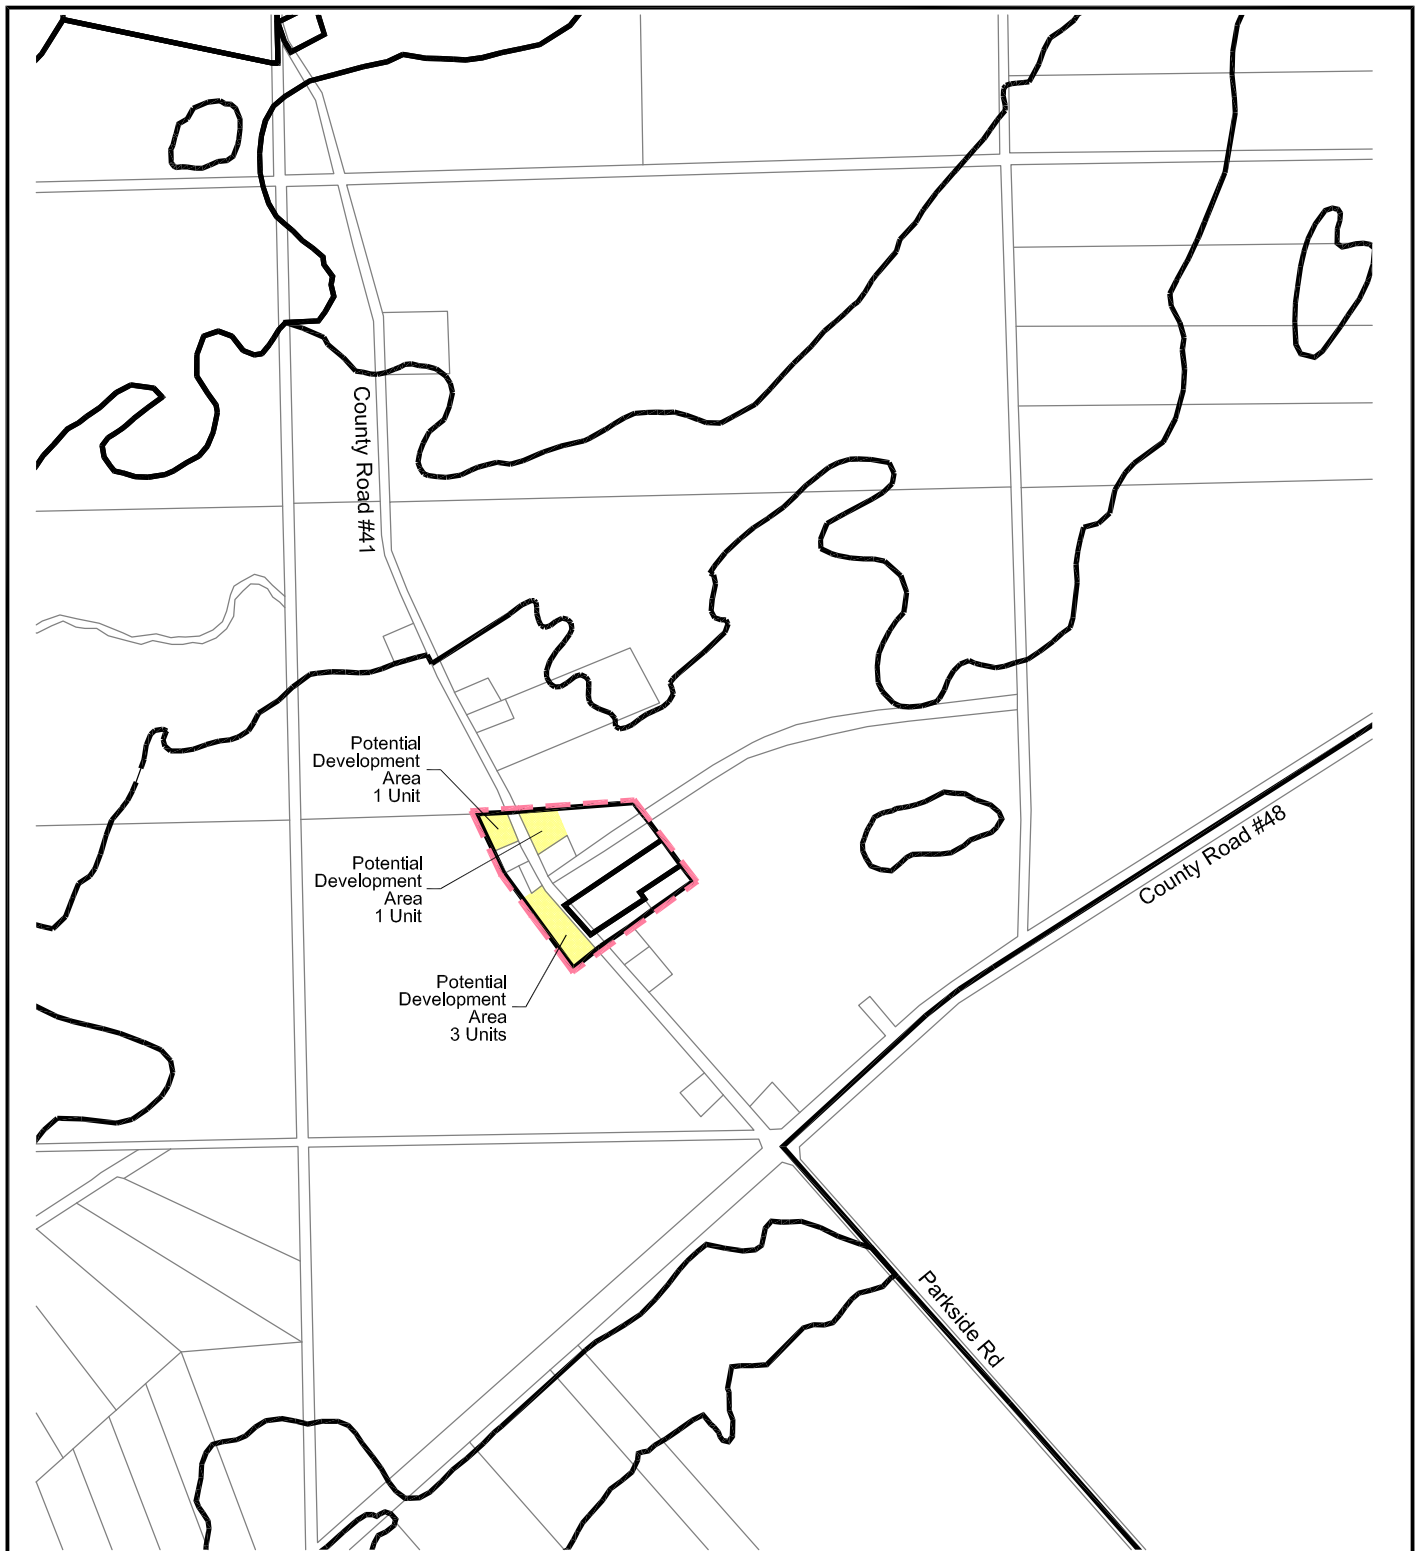 County Road #41
Potential
Development
Area
1 Unit
Potential
Development
Area
1 Unit
County Road #48
Potential
Development
Area
3 Units
Parkside Rd